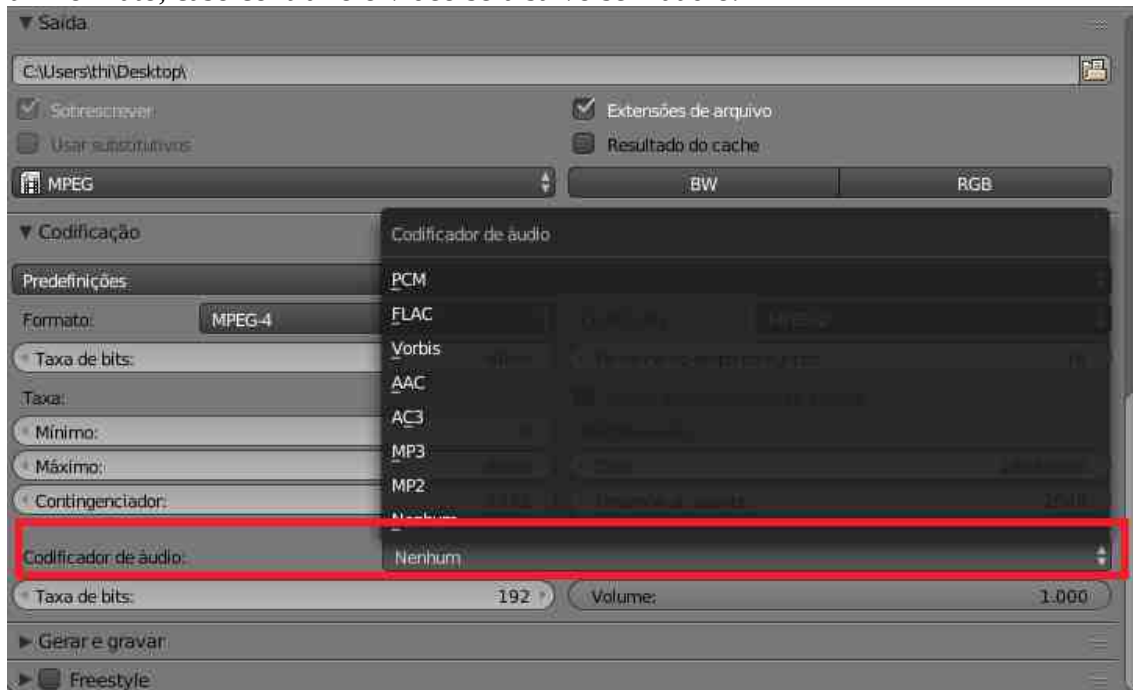 Saída
C:\Users\thi\Desktop\
Sobrescrever
Extensões de arquivo
Usar substitutivos
Resultado do cache
MPEG
BW
RGB
Codificação
Codificador de áudio
Predefinições
PCM
Formato:
MPEG-4
FLAC
Taxa de bits:
Vorbis
AAC
Taxa:
AC3
Mínimo:
MP3
Máximo:
MP2
Contingenciador:
Nenhum
Codificador de áudio:
Nenhum
Taxa de bits:
192
Volume:
1.000
Gerar e gravar
Freestyle